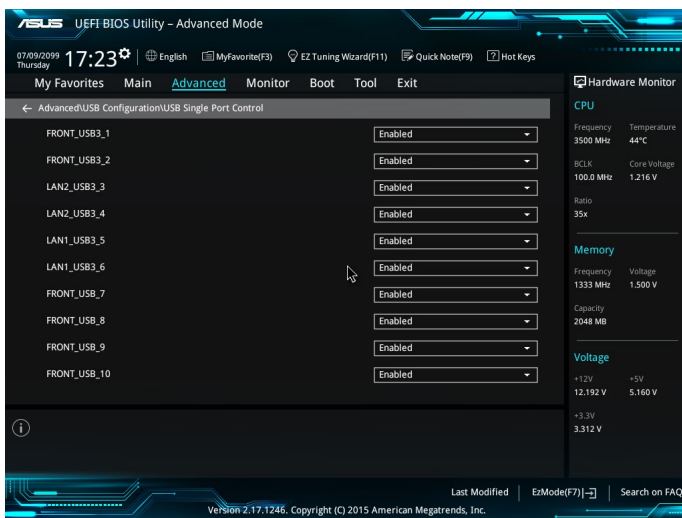 ASUS UEFI BIOS Utility – Advanced Mode
07/09/2099
Thursday
17:23
English MyFavorite(F3) EZ Tuning Wizard(F11) Quick Note(F9) ? Hot Keys
My Favorites Main Advanced Monitor Boot Tool Exit
← Advanced\USB Configuration\USB Single Port Control
FRONT_USB3_1 Enabled
FRONT_USB3_2 Enabled
LAN2_USB3_3 Enabled
LAN2_USB3_4 Enabled
LAN1_USB3_5 Enabled
LAN1_USB3_6 Enabled
FRONT_USB_7 Enabled
FRONT_USB_8 Enabled
FRONT_USB_9 Enabled
FRONT_USB_10 Enabled
Hardware Monitor
CPU
Frequency Temperature
3500 MHz 44°C
BCLK Core Voltage
100.0 MHz 1.216 V
Ratio
35x
Memory
Frequency Voltage
1333 MHz 1.500 V
Capacity
2048 MB
Voltage
+12V +5V
12.192 V 5.160 V
+3.3V
3.312 V
i
Last Modified EzMode(F7) Search on FAQ
Version 2.17.1246. Copyright (C) 2015 American Megatrends, Inc.